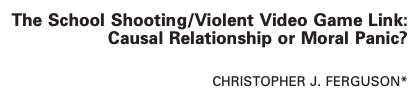 The School Shooting/Violent Video Game Link:
Causal Relationship or Moral Panic?
CHRISTOPHER J. FERGUSON*